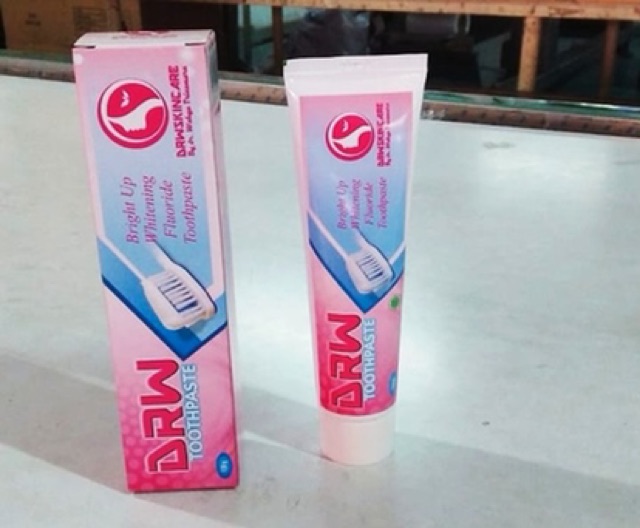 DRWSKINCARE
Bright Up
Whitening
Fluoride
Toothpaste
DRW
TOOTHPASTE
DRWSKINCARE
Bright Up
Whitening
Fluoride
Toothpaste
DRW
TOOTHPASTE